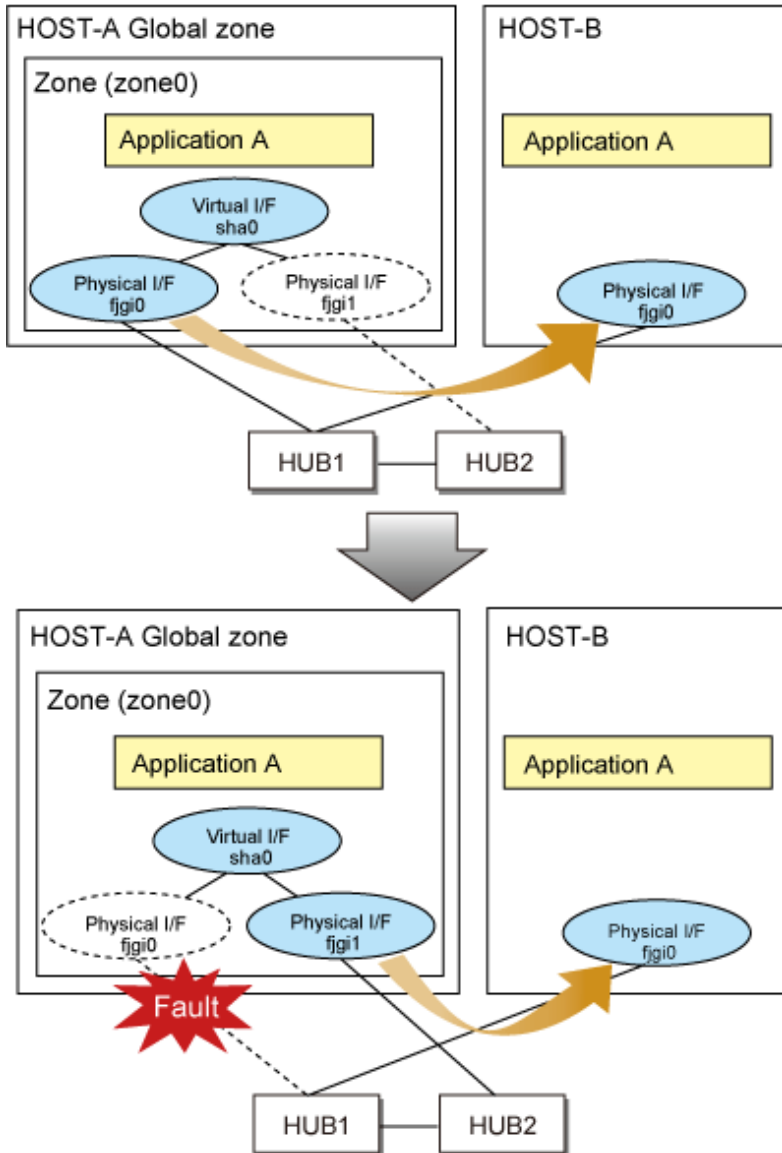 HOST-A Global zone
HOST-B
Zone (zone0)
Application A
Application A
Virtual I/F
sha0
Physical I/F
fjgi0
Physical I/F
fjgi1
Physical I/F
fjgi0
HUB1
HUB2
HOST-A Global zone
HOST-B
Zone (zone0)
Application A
Application A
Virtual I/F
sha0
Physical I/F
fjgi0
Physical I/F
fjgi1
Physical I/F
fjgi0
Fault
HUB1
HUB2